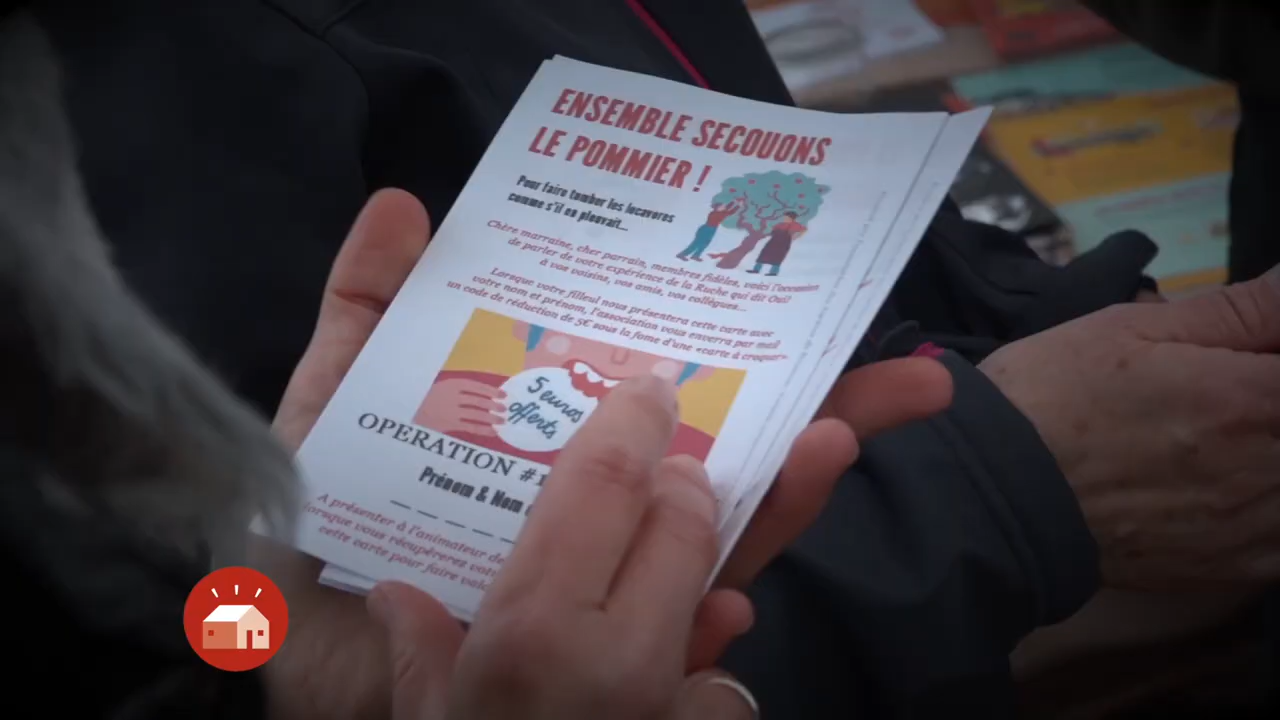 ENSEMBLE SECOUONS
LE POMMIER !
Pour faire tomber les locavores
comme s'il en pleuvait...
Chère marraine, cher parrain, membres fidèles, voici l'occasion
de parler de votre expérience de la Ruche qui dit Oui!
à vos voisins, vos amis, vos collègues...
Lorsque votre filleul nous présentera cette carte avec
votre nom et prénom, l'association vous enverra par mail
un code de réduction de 5€ sous la fome d'une «carte à croquer»
5 euros
offerts
OPERATION #1
Prénom & Nom
A présenter à l'animateur de
lorsque vous récupérerez
cette carte pour faire